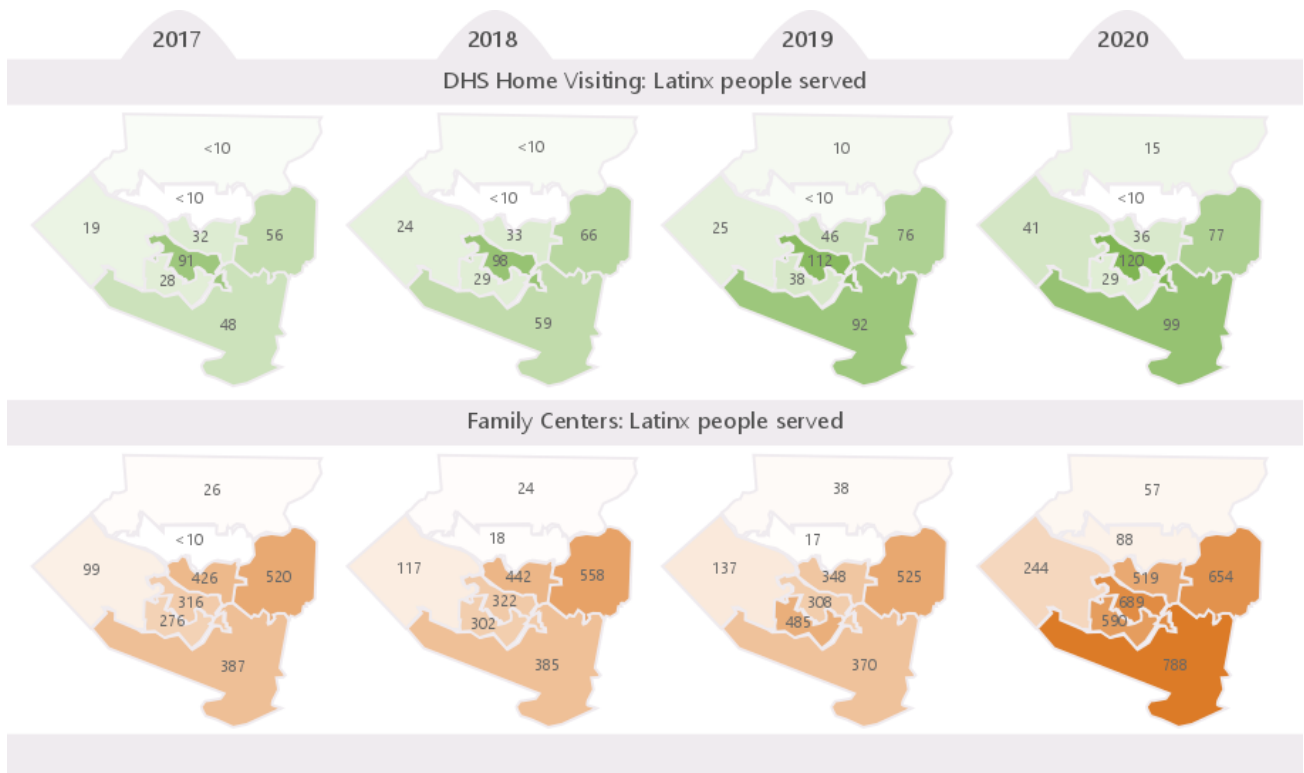 2017 2018 2019 2020
DHS Home Visiting: Latinx people served
<10 <10 10 15
<10 <10 <10 <10
19 32 56 24 33 66 25 46 76 41 36 77
91 98 112 120
28 29 38 29
48 59 92 99
Family Centers: Latinx people served
26 24 38 57
<10 18 17 88
99 426 520 117 442 558 137 348 525 244 519 654
316 322 308 689
276 302 485 590
387 385 370 788